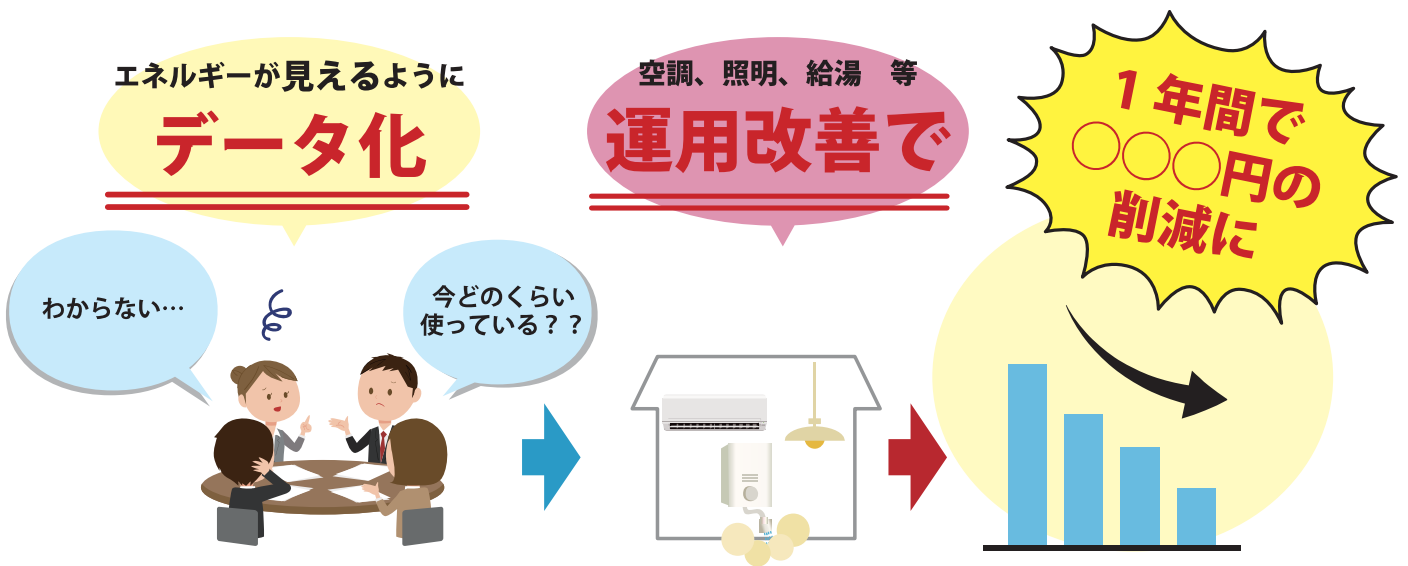 エネルギーが見えるように
データ化
わからない…
今どのくらい
使っている？？
空調、照明、給湯　等
運用改善で
１年間で
○○○円の
削減に